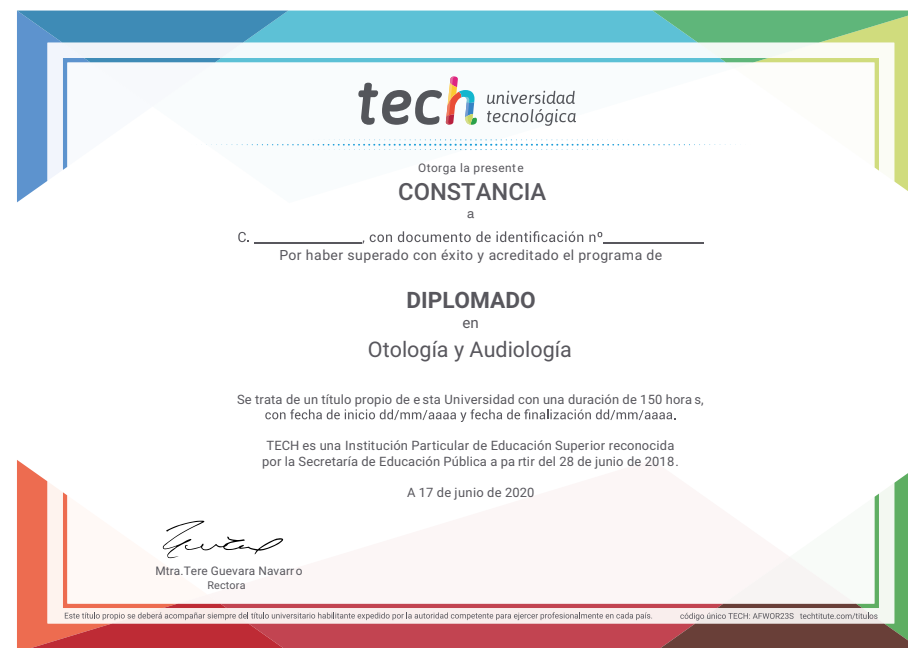 tech universidad
tecnológica
Otorga la presente
CONSTANCIA
a
C. ____________, con documento de identificación nº____________
Por haber superado con éxito y acreditado el programa de
DIPLOMADO
en
Otología y Audiología
Se trata de un título propio de esta Universidad con una duración de 150 horas,
con fecha de inicio dd/mm/aaaa y fecha de finalización dd/mm/aaaa.
TECH es una Institución Particular de Educación Superior reconocida
por la Secretaría de Educación Pública a partir del 28 de junio de 2018.
A 17 de junio de 2020
Mtra.Tere Guevara Navarro
Rectora
Este título propio se deberá acompañar siempre del título universitario habilitante expedido por la autoridad competente para ejercer profesionalmente en cada país. código único TECH: AFWOR23S techtitute.com/titulos